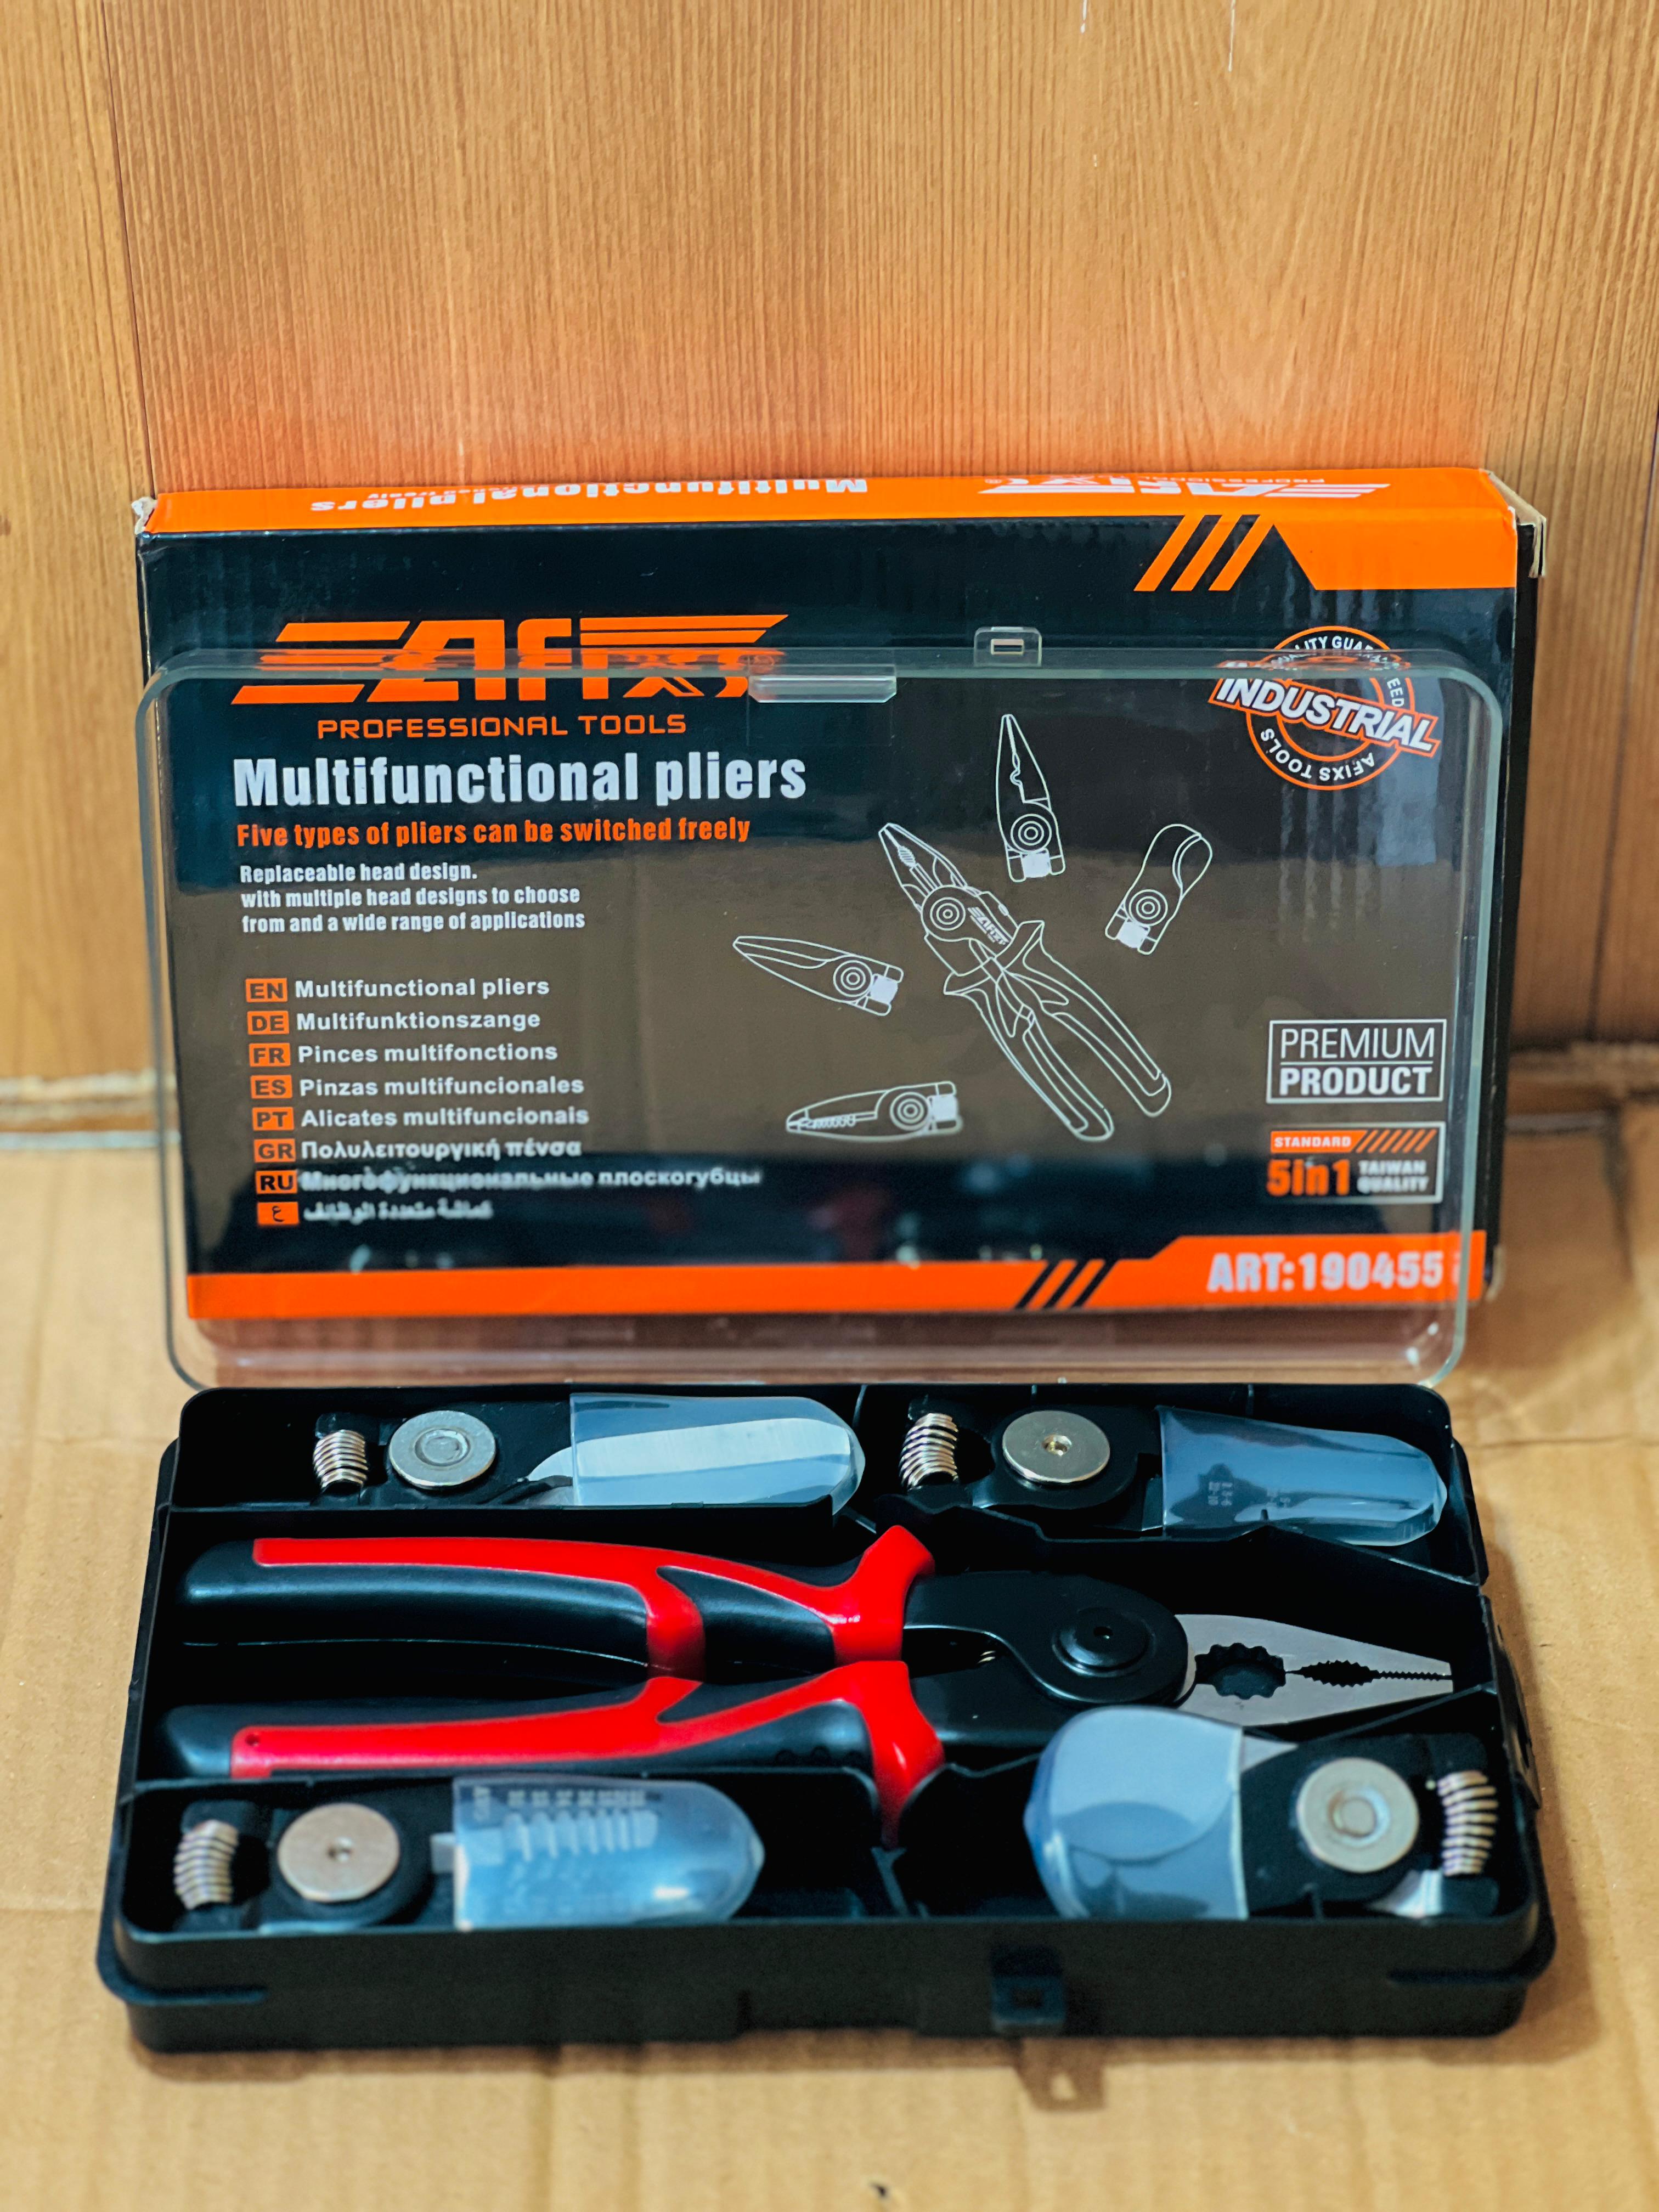 Multifunctional pliers
AFIXS
PROFESSIONAL TOOLS
Multifunctional pliers
Five types of pliers can be switched freely
Replaceable head design.
with multiple head designs to choose
from and a wide range of applications
EN Multifunctional pliers
DE Multifunktionszange
FR Pinces multifonctions
ES Pinzas multifuncionales
PT Alicates multifuncionais
GR Πολυλειτουργική πένσα
RU Многофункциональные плоскогубцы
ع كماشة متعددة الوظائف
INDUSTRIAL
AFIXS TOOLS
PREMIUM
PRODUCT
STANDARD
5in1 TAIWAN QUALITY
ART:190455